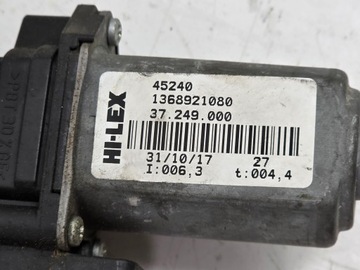 45240
1368921080
37.249.000
HI-LEX
31/10/17 27
I:006,3 t:004,4